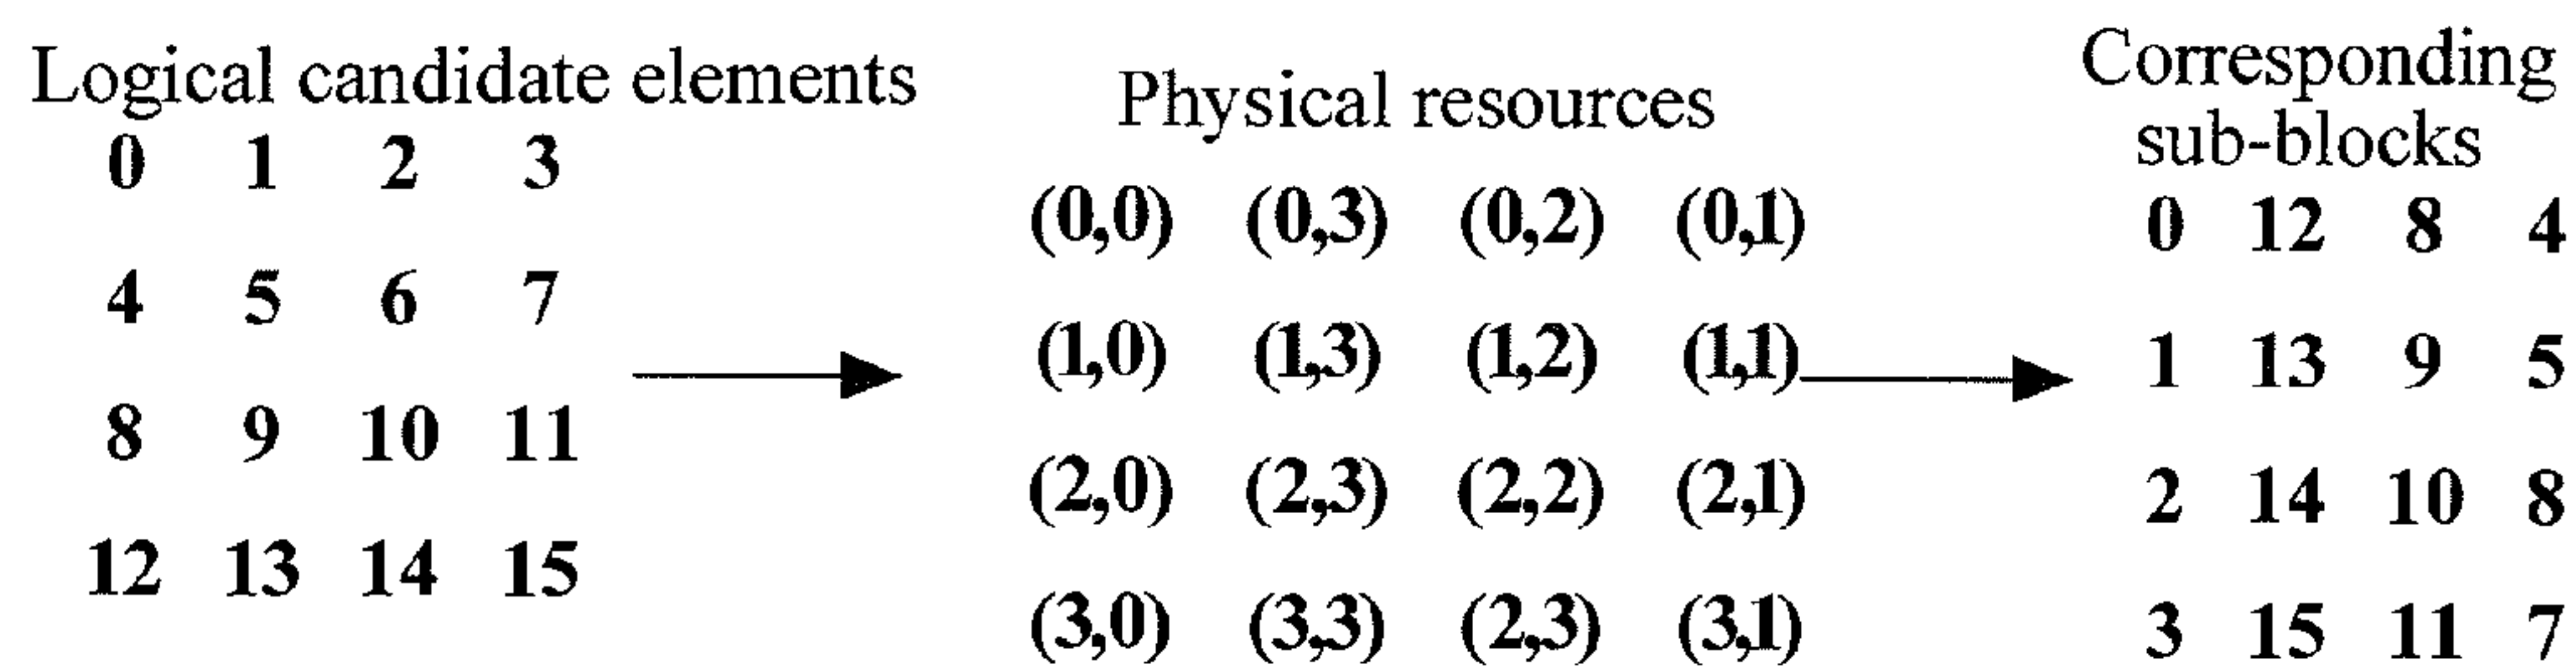 Logical candidate elements
0 1 2 3
4 5 6 7
8 9 10 11
12 13 14 15
Physical resources
(0,0) (0,3) (0,2) (0,1)
(1,0) (1,3) (1,2) (1,1)
(2,0) (2,3) (2,2) (2,1)
(3,0) (3,3) (2,3) (3,1)
Corresponding
sub-blocks
0 12 8 4
1 13 9 5
2 14 10 8
3 15 11 7